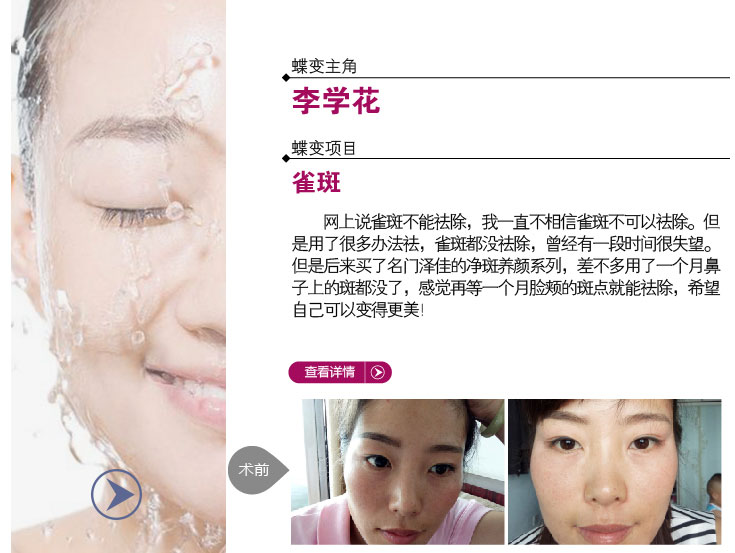 蝶变主角
李学花
蝶变项目
雀斑
网上说雀斑不能祛除，我一直不相信雀斑不可以祛除。但
是用了很多办法祛，雀斑都没祛除，曾经有一段时间很失望。
但是后来买了名门泽佳的净斑养颜系列，差不多用了一个月鼻
子上的斑都没了，感觉再等一个月脸颊的斑点就能祛除，希望
自己可以变得更美!
查看详情
术前